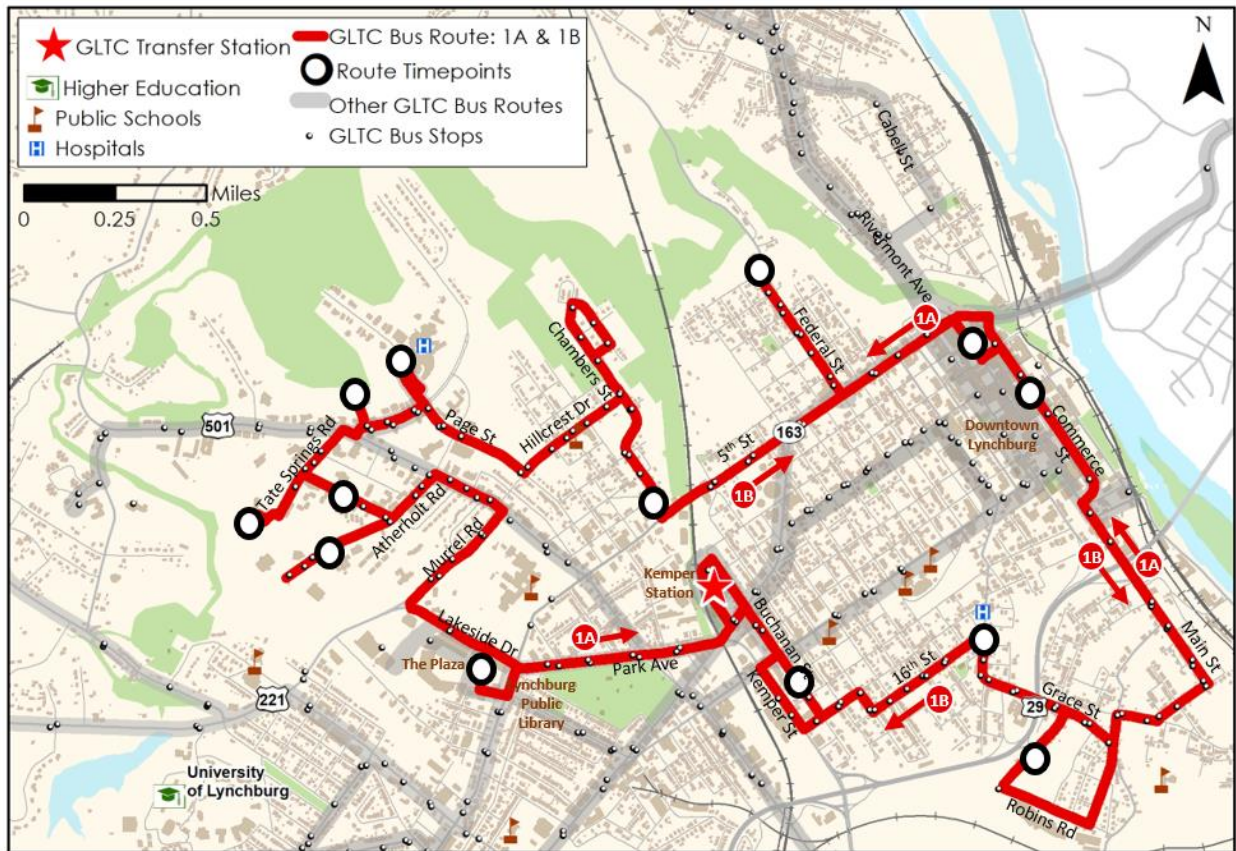 GLTC Transfer Station
Higher Education
Public Schools
H Hospitals
GLTC Bus Route: 1A & 1B
Route Timepoints
Other GLTC Bus Routes
GLTC Bus Stops
Miles
0 0.25 0.5
N
Cabell St
Rivermont Ave
1A
Federal St
H
Chambers St
501
Page St
Hillcrest Dr
163
5th St
Downtown
Lynchburg
Commerce
St
Tate Springs Rd
1B
Atherholt Rd
Murrel Rd
1B
1A
Kemper
Station
Buchanan S
H
Main St
1A
Lakeside Dr
Park Ave
The Plaza
16th St
Grace St
ynchburg
Public
Library
Kemper St
1B
29
221
University
of Lynchburg
Robins Rd